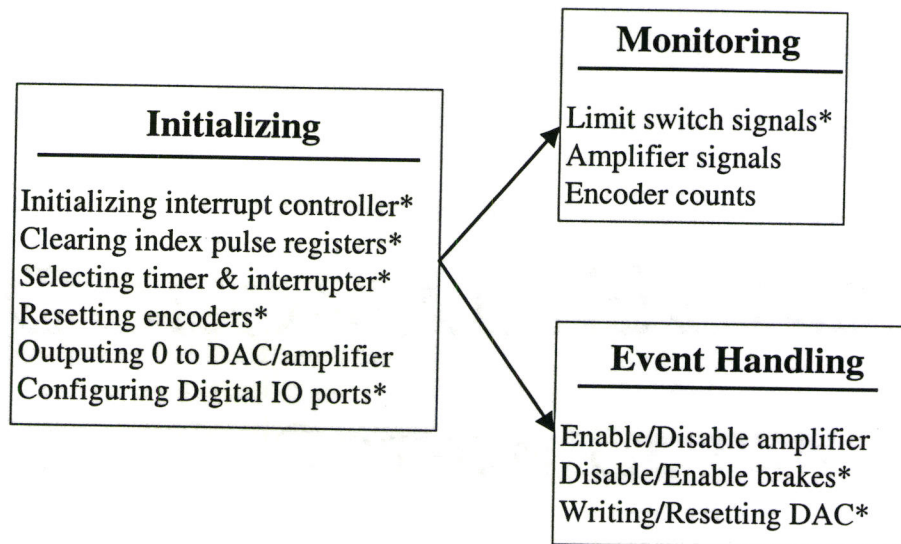 Initializing
Initializing interrupt controller*
Clearing index pulse registers*
Selecting timer & interrupter*
Resetting encoders*
Outputing 0 to DAC/amplifier
Configuring Digital IO ports*
Monitoring
Limit switch signals*
Amplifier signals
Encoder counts
Event Handling
Enable/Disable amplifier
Disable/Enable brakes*
Writing/Resetting DAC*